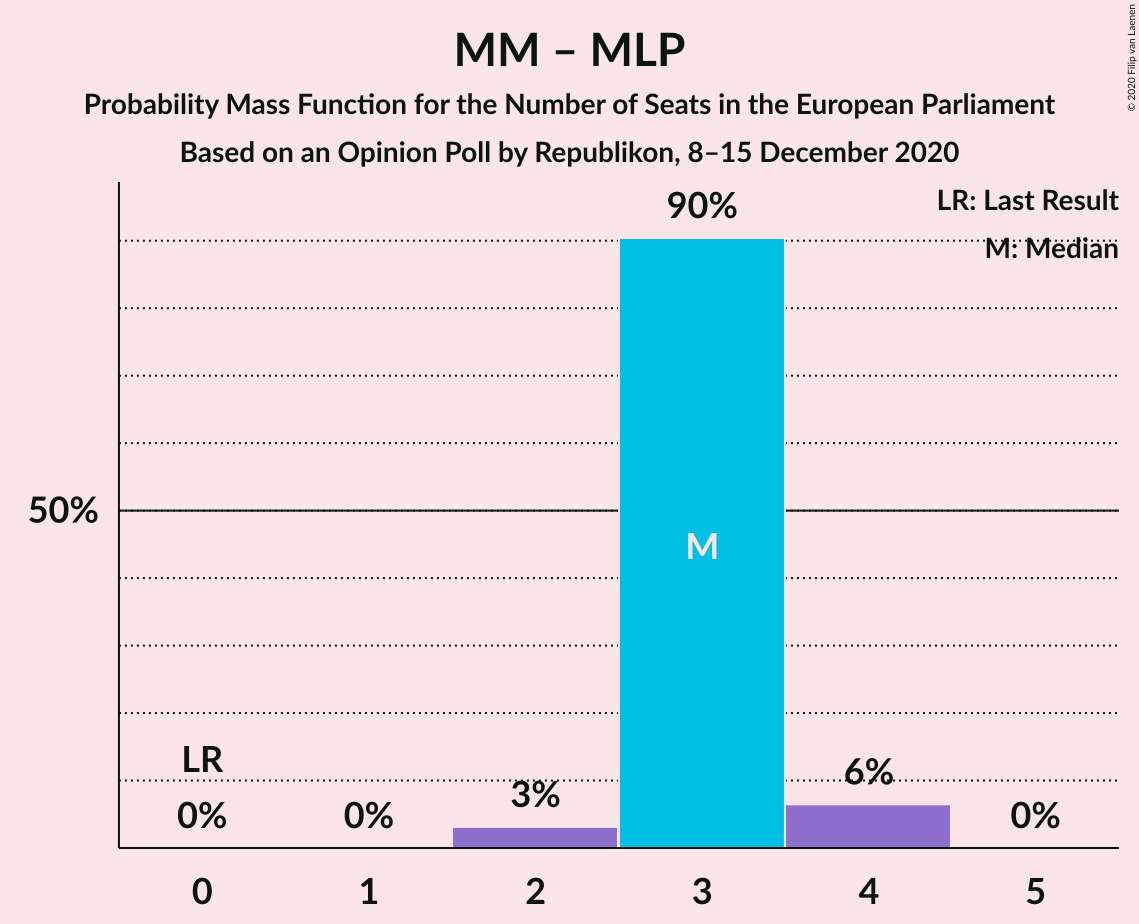 MM – MLP
Probability Mass Function for the Number of Seats in the European Parliament
Based on an Opinion Poll by Republikon, 8–15 December 2020
© 2020 Filip van Laenen
LR: Last Result
M: Median
90%
50%
M
LR
0%
0%
3%
6%
0%
0
1
2
3
4
5